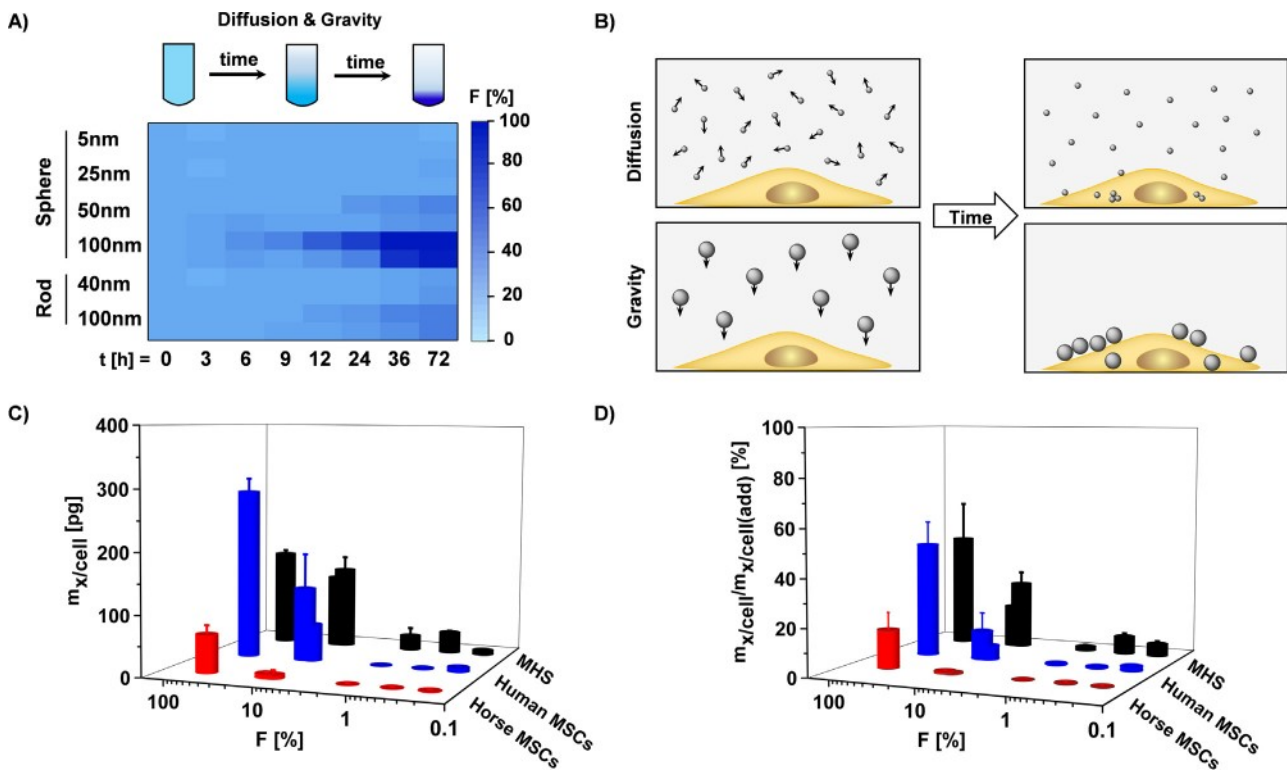 A)
Diffusion & Gravity
time
time
F [%]
Sphere
5nm
25nm
50nm
100nm
Rod
40nm
100nm
100
80
60
40
20
0
t [h] = 0 3 6 9 12 24 36 72
B)
Diffusion
Gravity
Time
C)
mx/cell [pg]
400
300
200
100
0
100
10
1
0.1
F [%]
MHS
Human MSCs
Horse MSCs
D)
mx/cell/mx/cell(add) [%]
100
80
60
40
20
0
100
10
1
0.1
F [%]
MHS
Human MSCs
Horse MSCs